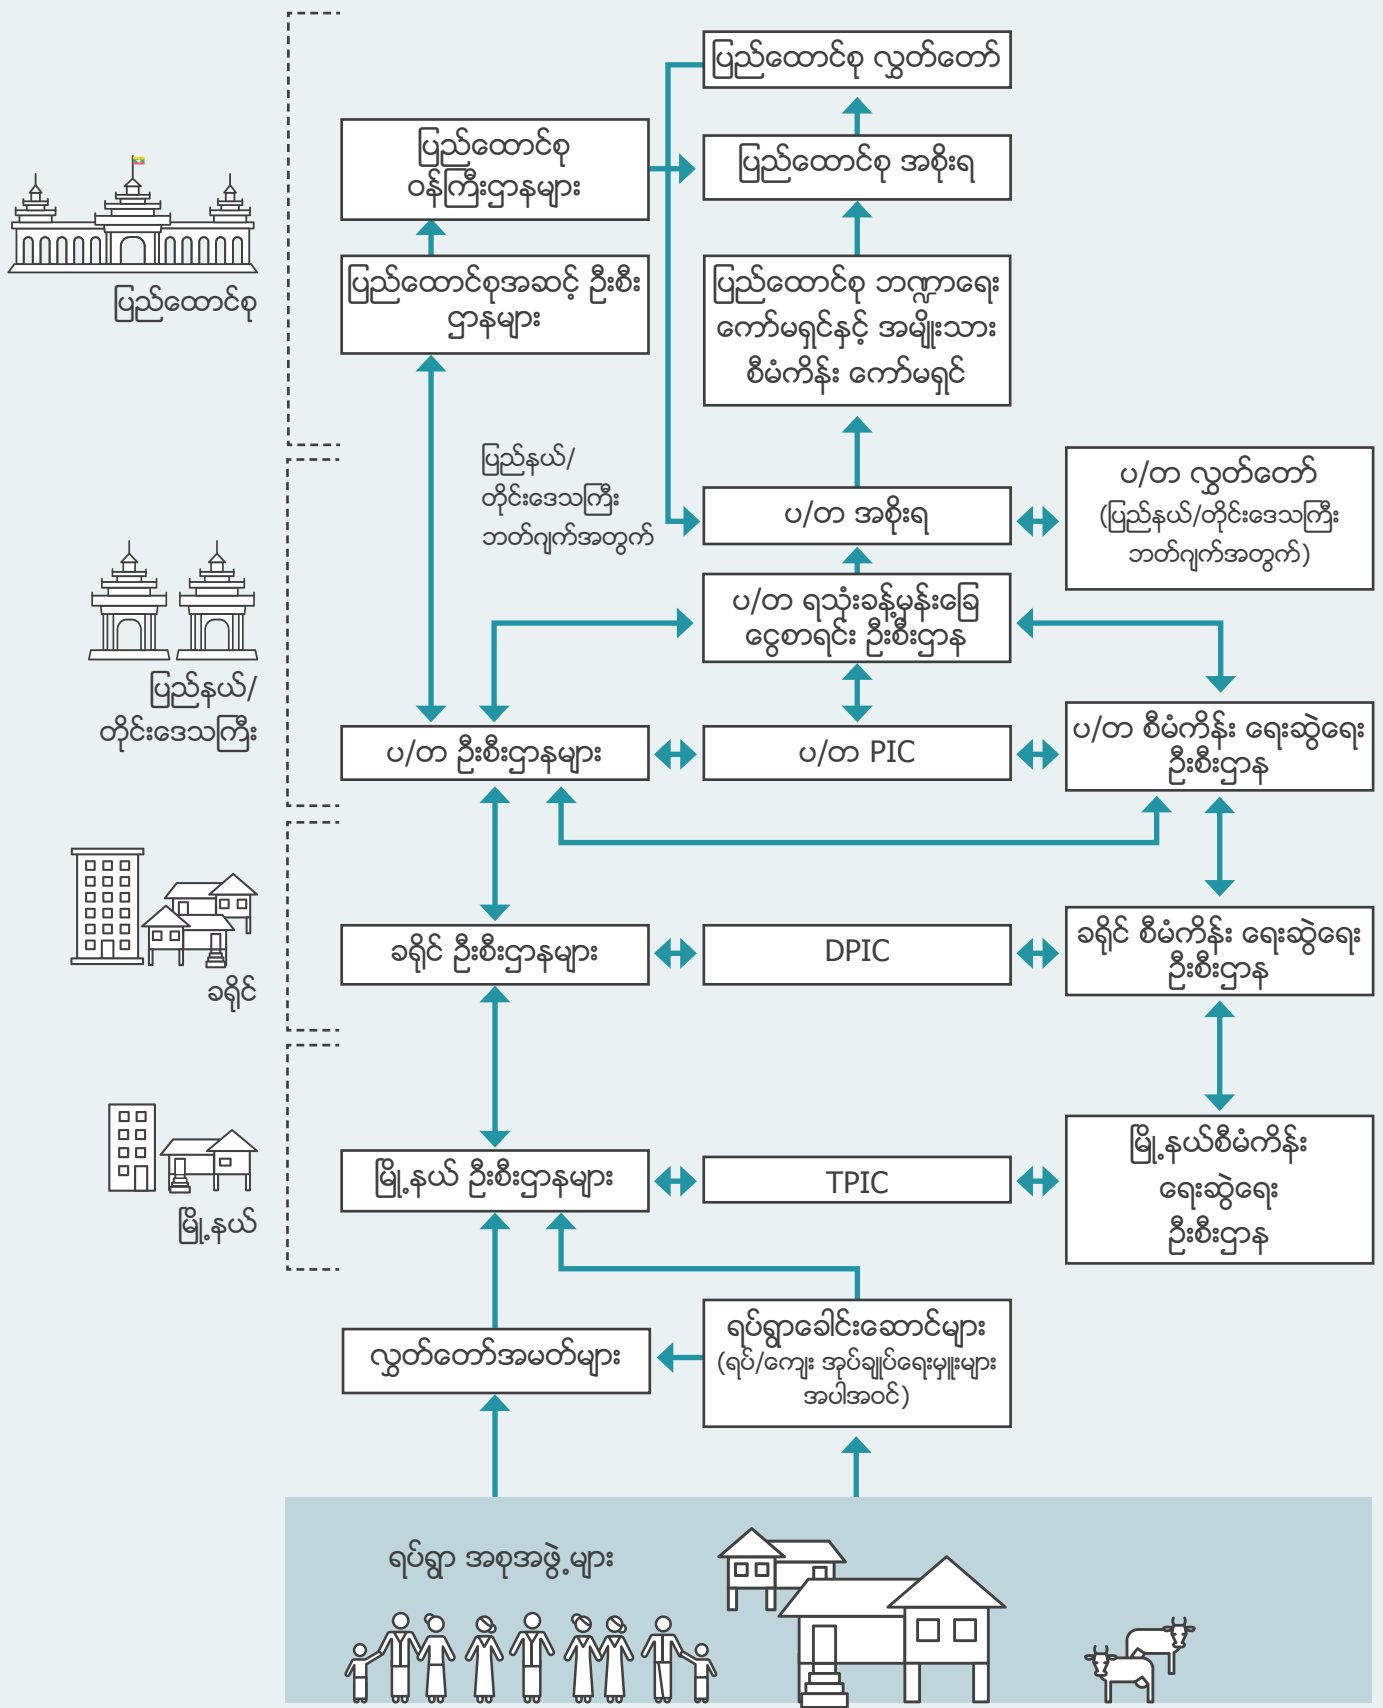 ပြည်ထောင်စု လွှတ်တော်
ပြည်ထောင်စု
ဝန်ကြီးဌာနများ
ပြည်ထောင်စု အစိုးရ
ပြည်ထောင်စု
ပြည်ထောင်စုအဆင့် ဦးစီး
ဌာနများ
ပြည်ထောင်စု ဘဏ္ဍာရေး
ကော်မရှင်နှင့် အမျိုးသား
စီမံကိန်း ကော်မရှင်
ပြည်နယ်/
တိုင်းဒေသကြီး
ဘတ်ဂျက်အတွက်
ပ/တ အစိုးရ
ပ/တ လွှတ်တော်
(ပြည်နယ်/တိုင်းဒေသကြီး
ဘတ်ဂျက်အတွက်)
ပ/တ ရသုံးခန့်မှန်းခြေ
ငွေစာရင်း ဦးစီးဌာန
ပြည်နယ်/
တိုင်းဒေသကြီး
ပ/တ ဦးစီးဌာနများ
ပ/တ PIC
ပ/တ စီမံကိန်း ရေးဆွဲရေး
ဦးစီးဌာန
ခရိုင်
ခရိုင် ဦးစီးဌာနများ
DPIC
ခရိုင် စီမံကိန်း ရေးဆွဲရေး
ဦးစီးဌာန
မြို့နယ်
မြို့နယ် ဦးစီးဌာနများ
TPIC
မြို့နယ်စီမံကိန်း
ရေးဆွဲရေး
ဦးစီးဌာန
လွှတ်တော်အမတ်များ
ရပ်ရွာခေါင်းဆောင်များ
(ရပ်/ကျေး အုပ်ချုပ်ရေးမှူးများ
အပါအဝင်)
ရပ်ရွာ အစုအဖွဲ့များ